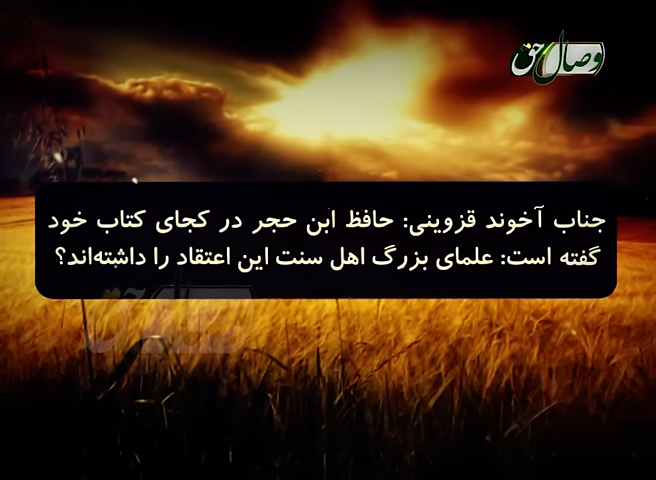 وصال حق
جناب آخوند قزوینی: حافظ ابن حجر در کجای کتاب خود
گفته است: علمای بزرگ اهل سنت این اعتقاد را داشته‌اند؟